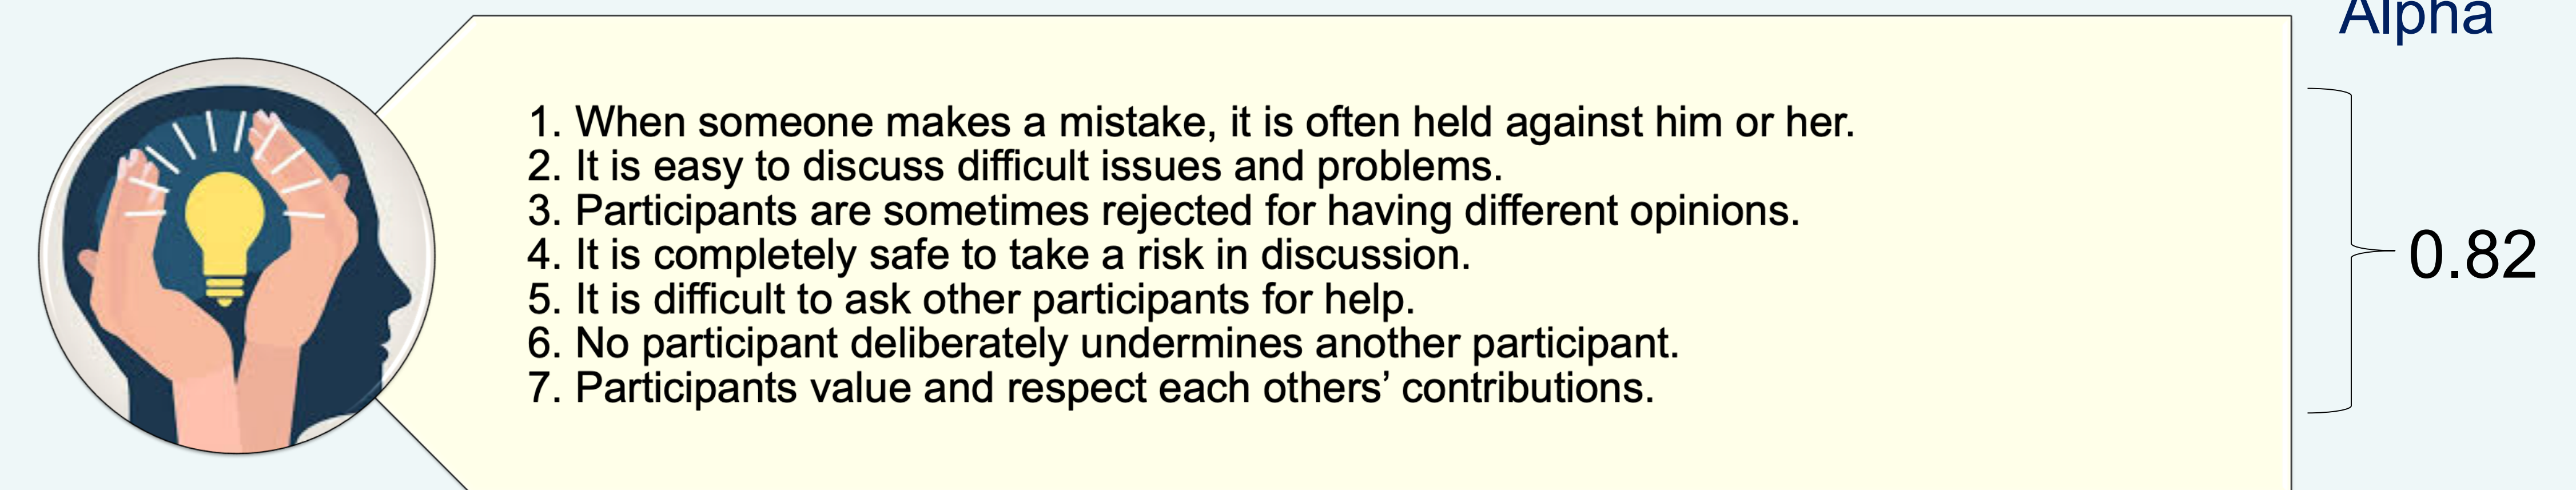 Alpha
1. When someone makes a mistake, it is often held against him or her.
2. It is easy to discuss difficult issues and problems.
3. Participants are sometimes rejected for having different opinions.
4. It is completely safe to take a risk in discussion.
5. It is difficult to ask other participants for help.
6. No participant deliberately undermines another participant.
7. Participants value and respect each others’ contributions.
0.82